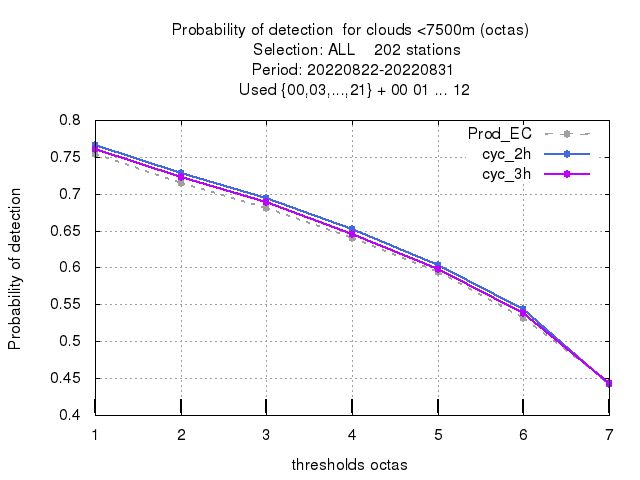 Probability of detection  for clouds <7500m (octas)
Selection: ALL    202 stations
Period: 20220822-20220831
Used {00,03,...,21} + 00 01 ... 12
Prod_EC
cyc_2h
cyc_3h
0.8
0.75
0.7
0.65
0.6
0.55
0.5
0.45
0.4
Probability of detection
1 2 3 4 5 6 7
thresholds octas